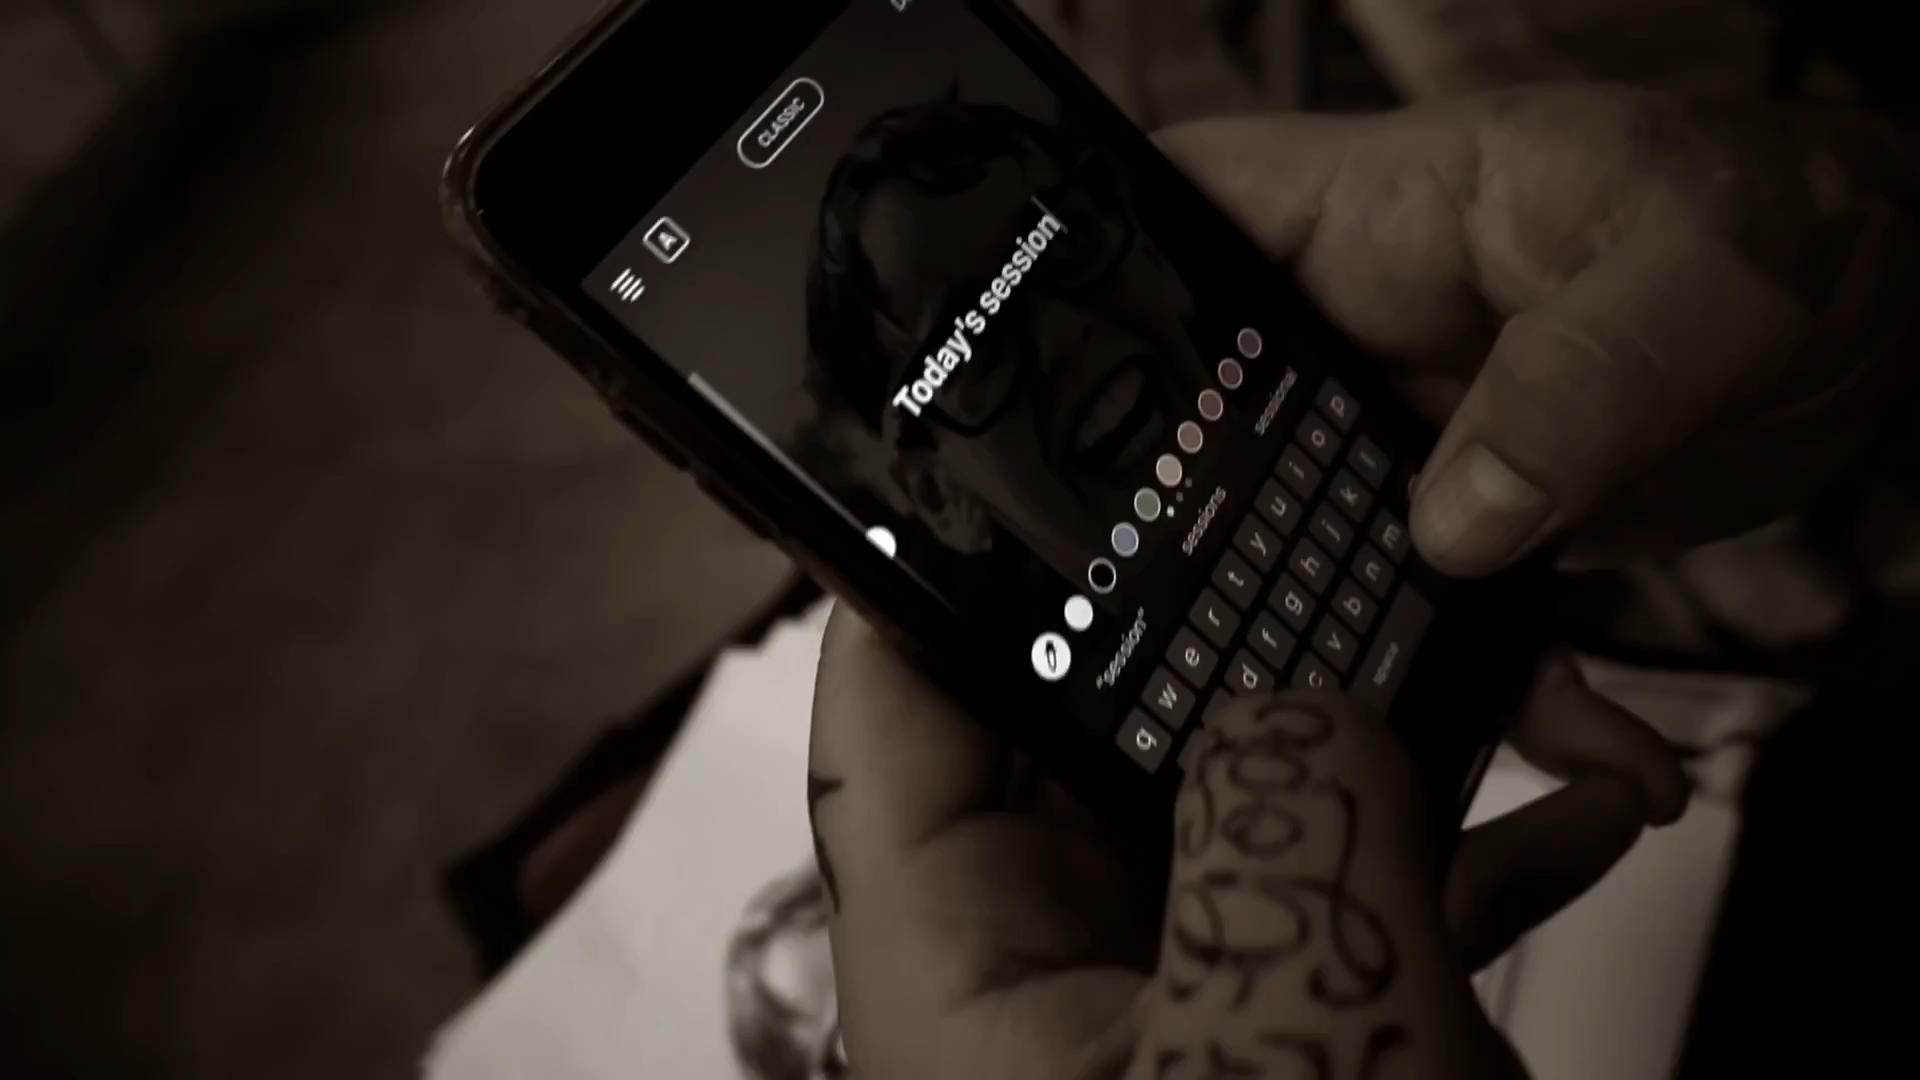 CLASSIC
A
Today's session
"session" sessions sessional
q w e r t y u i o p
d f g h j k l
c v b n m
space